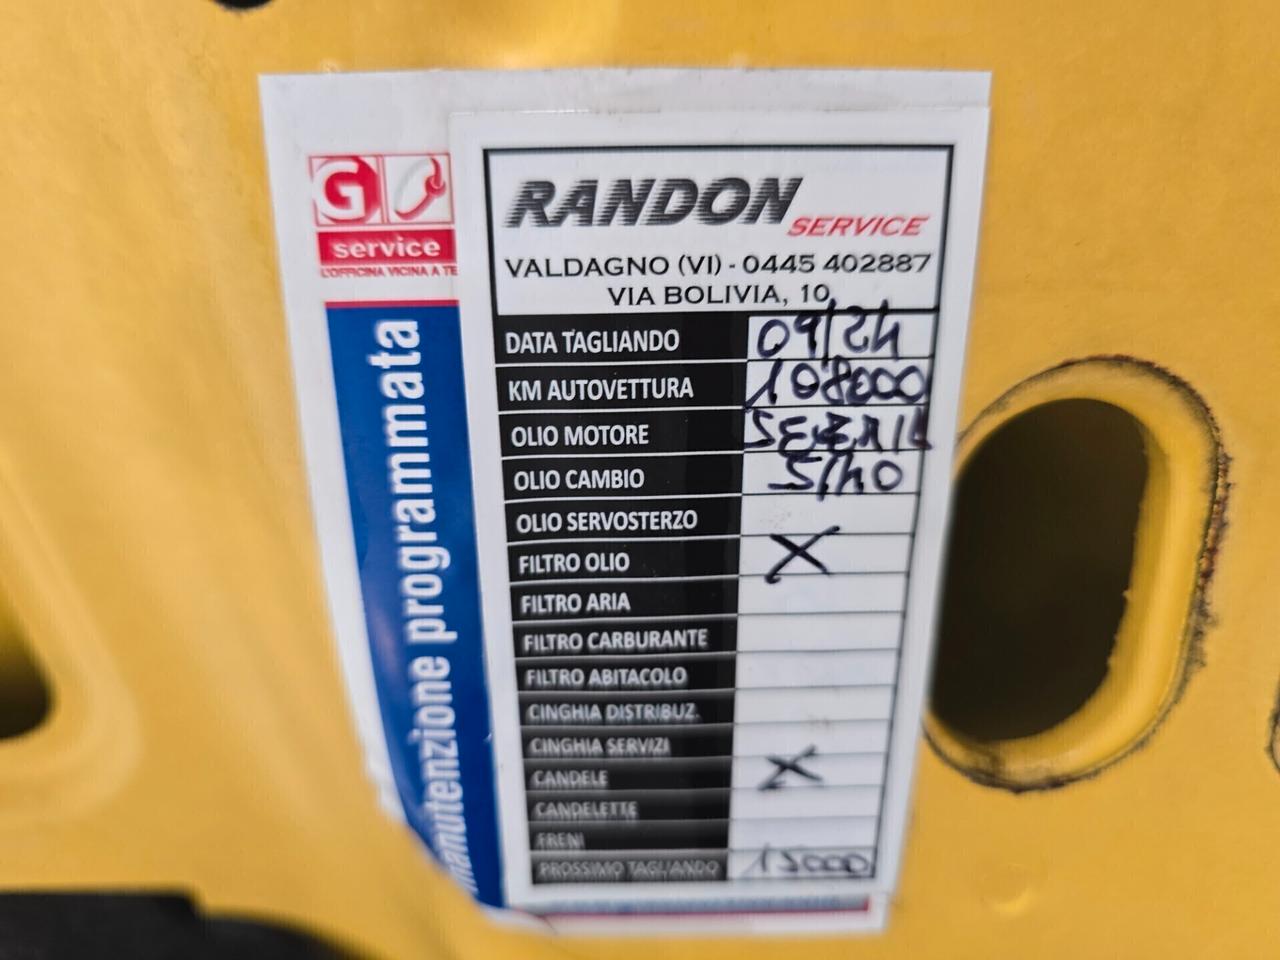 G
service
L'OFFICINA VICINA A TE
manutenzione programmata
RANDON
SERVICE
VALDAGNO (VI) - 0445 402887
VIA BOLIVIA, 10
DATA TAGLIANDO 09/24
KM AUTOVETTURA 108000
OLIO MOTORE
OLIO CAMBIO 5/40
OLIO SERVOSTERZO
FILTRO OLIO X
FILTRO ARIA
FILTRO CARBURANTE
FILTRO ABITACOLO
CINGHIA DISTRIBUZ.
CINGHIA SERVIZI
CANDELE X
CANDELETTE
FRENI
PROSSIMO TAGLIANDO 15000